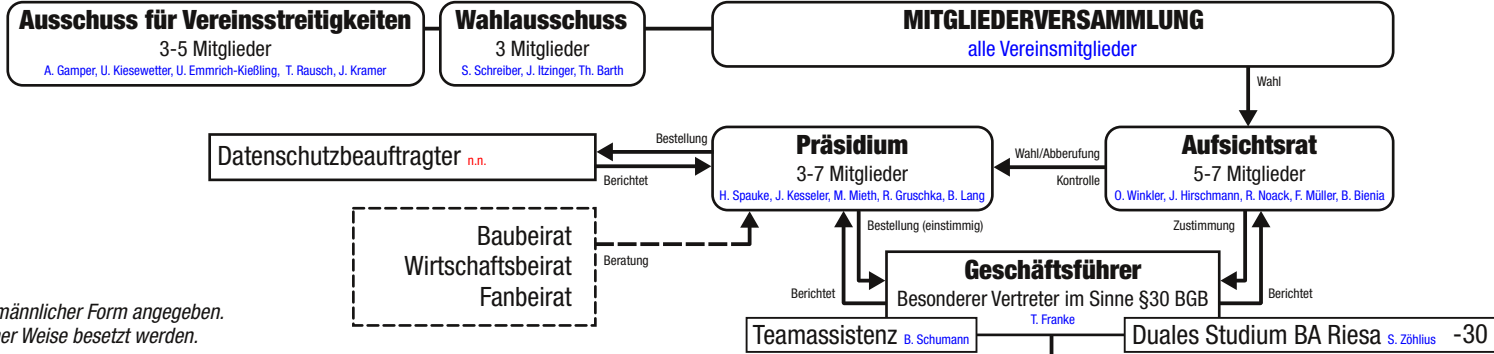 Ausschuss für Vereinsstreitigkeiten
3-5 Mitglieder
A. Gamper, U. Kiesewetter, U. Emmrich-Kießling, T. Rausch, J. Kramer
Wahlausschuss
3 Mitglieder
S. Schreiber, J. Itzinger, Th. Barth
MITGLIEDERVERSAMMLUNG
alle Vereinsmitglieder
Wahl
Datenschutzbeauftragter n.n.
Bestellung
Berichtet
Präsidium
3-7 Mitglieder
H. Spauke, J. Kesseler, M. Mieth, R. Gruschka, B. Lang
Wahl/Abberufung
Kontrolle
Aufsichtsrat
5-7 Mitglieder
O. Winkler, J. Hirschmann, R. Noack, F. Müller, B. Bienia
Baubeirat
Wirtschaftsbeirat
Fanbeirat
Beratung
Bestellung (einstimmig)
Zustimmung
Berichtet
Geschäftsführer
Besonderer Vertreter im Sinne §30 BGB
T. Franke
Berichtet
männlicher Form angegeben.
er Weise besetzt werden.
Teamassistenz B. Schumann
Duales Studium BA Riesa S. Zöhlius -30